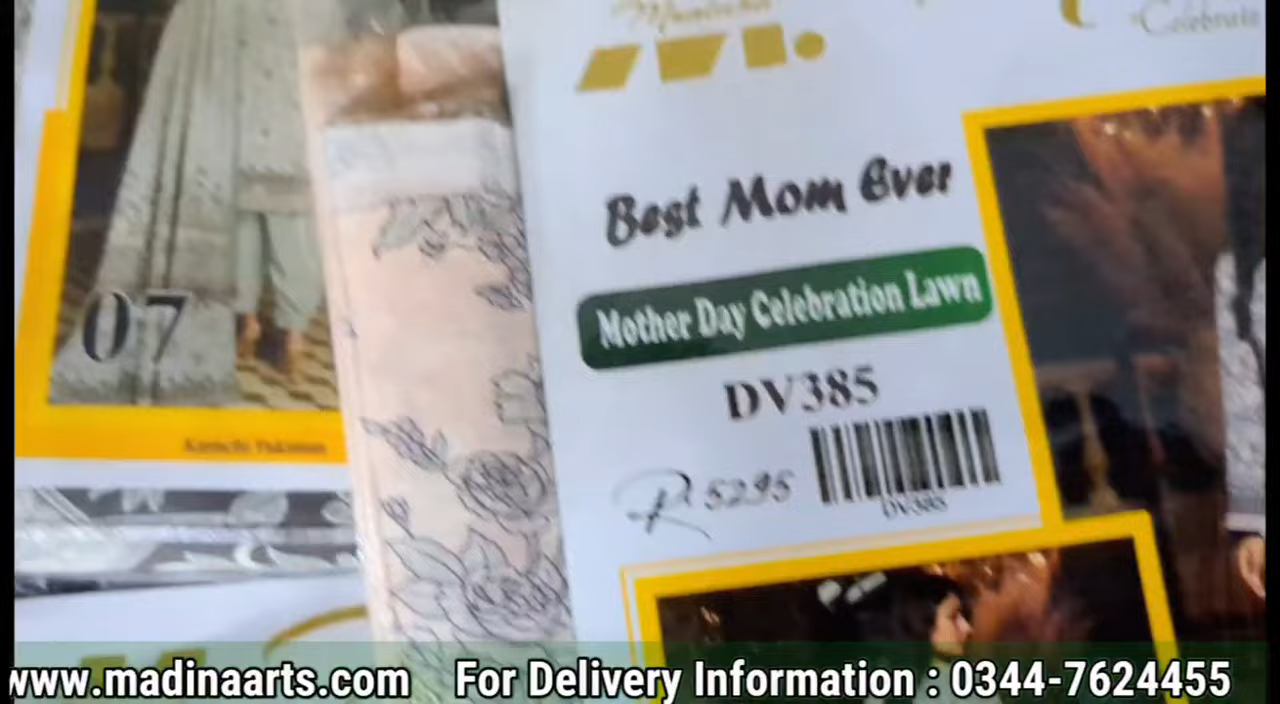 Celebrate
Best Mom Ever
Mother Day Celebration Lawn
DV385
R 5295
DV385
07
Karachi Pakistan
www.madinaarts.com For Delivery Information : 0344-7624455